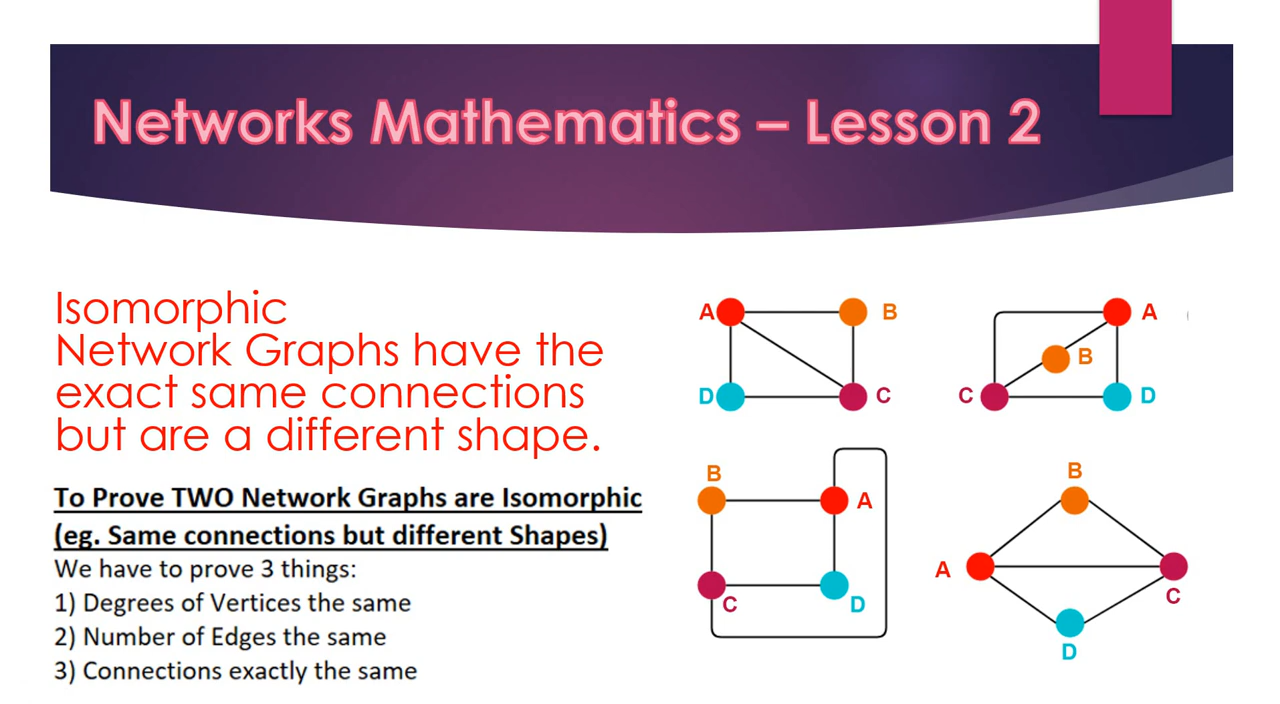 Networks Mathematics – Lesson 2
Isomorphic
Network Graphs have the
exact same connections
but are a different shape.
To Prove TWO Network Graphs are Isomorphic
(eg. Same connections but different Shapes)
We have to prove 3 things:
1) Degrees of Vertices the same
2) Number of Edges the same
3) Connections exactly the same
A B
D C
A
B
C D
B
A
C D
B
A
C
D